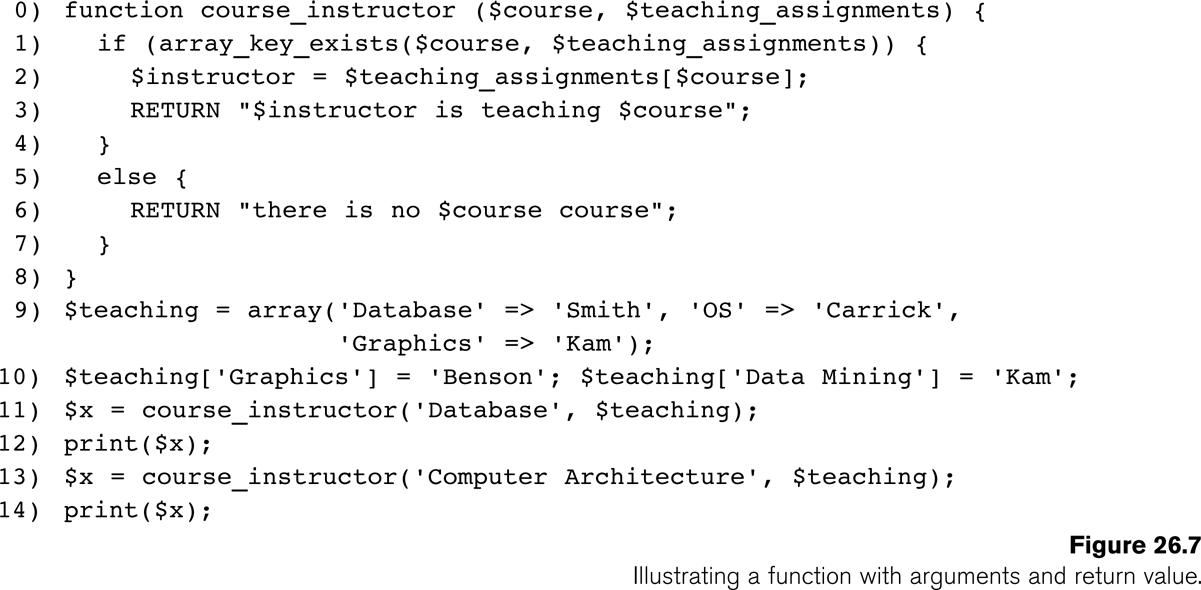 0) function course_instructor ($course, $teaching_assignments) {
1) if (array_key_exists($course, $teaching_assignments)) {
2) $instructor = $teaching_assignments[$course];
3) RETURN "$instructor is teaching $course";
4) }
5) else {
6) RETURN "there is no $course course";
7) }
8) }
9) $teaching = array('Database' => 'Smith', 'OS' => 'Carrick',
'Graphics' => 'Kam');
10) $teaching['Graphics'] = 'Benson'; $teaching['Data Mining'] = 'Kam';
11) $x = course_instructor('Database', $teaching);
12) print($x);
13) $x = course_instructor('Computer Architecture', $teaching);
14) print($x);
Figure 26.7
Illustrating a function with arguments and return value.